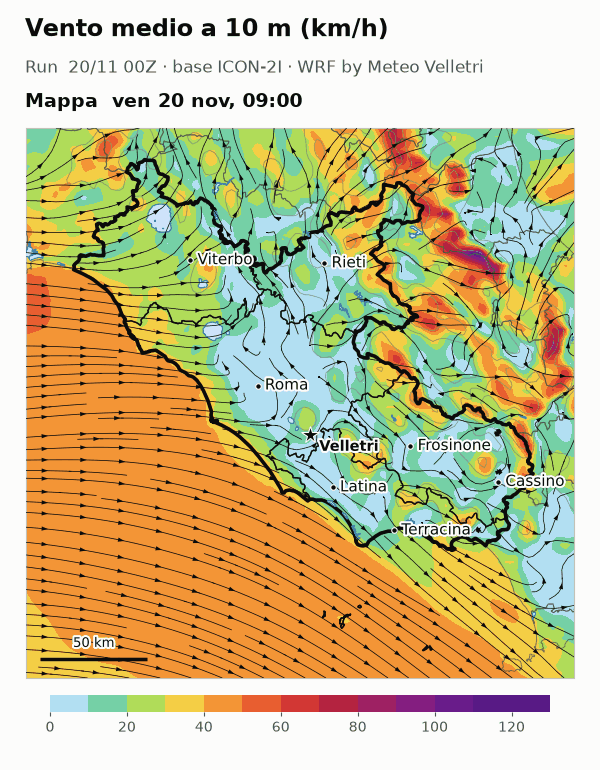 Vento medio a 10 m (km/h)
Run  20/11 00Z · base ICON-2I · WRF by Meteo Velletri
Mappa  ven 20 nov, 09:00
Viterbo
Rieti
Roma
Velletri
Frosinone
Latina
Cassino
Terracina
50 km
0 20 40 60 80 100 120